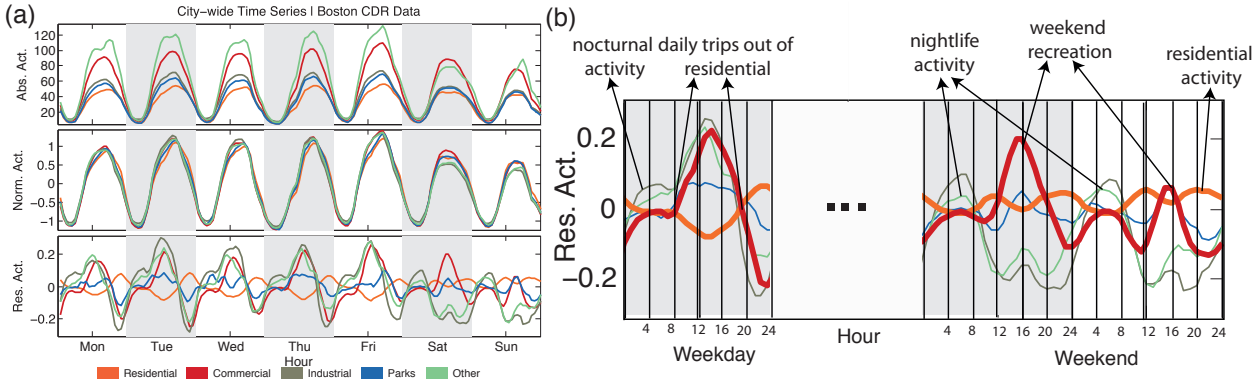 (a)
City-wide Time Series | Boston CDR Data
Abs. Act.
120
100
80
60
40
20
0
Norm. Act.
1
0.5
0
−0.5
−1
Res. Act.
0.2
0
−0.2
Mon Tue Wed Thu Fri Sat Sun
Hour
Residential Commercial Industrial Parks Other
(b)
nocturnal activity
daily trips out of residential
nightlife activity
weekend recreation
residential activity
Res. Act.
0.2
0
−0.2
4 8 12 16 20 24
Weekday
Hour
4 8 12 16 20 24 4 8 12 16 20 24
Weekend